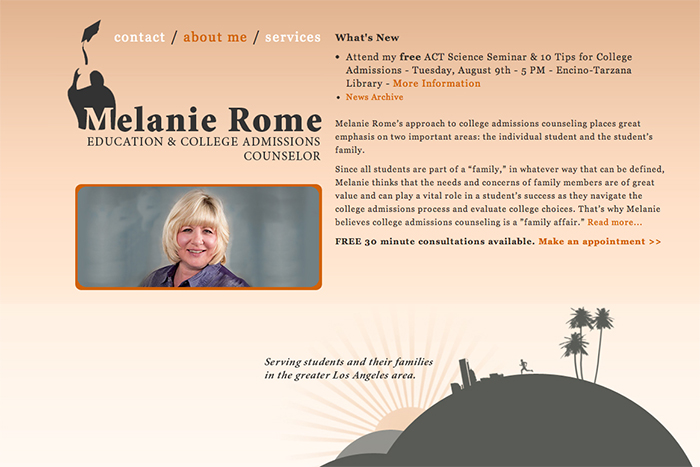 contact / about me / services
Melanie Rome
EDUCATION & COLLEGE ADMISSIONS
COUNSELOR
What's New
• Attend my free ACT Science Seminar & 10 Tips for College
Admissions - Tuesday, August 9th - 5 PM - Encino-Tarzana
Library - More Information
• News Archive
Melanie Rome's approach to college admissions counseling places great
emphasis on two important areas: the individual student and the student's
family.
Since all students are part of a "family," in whatever way that can be defined,
Melanie thinks that the needs and concerns of family members are of great
value and can play a vital role in a student's success as they navigate the
college admissions process and evaluate college choices. That's why Melanie
believes college admissions counseling is a "family affair." Read more...
FREE 30 minute consultations available. Make an appointment >>
Serving students and their families
in the greater Los Angeles area.